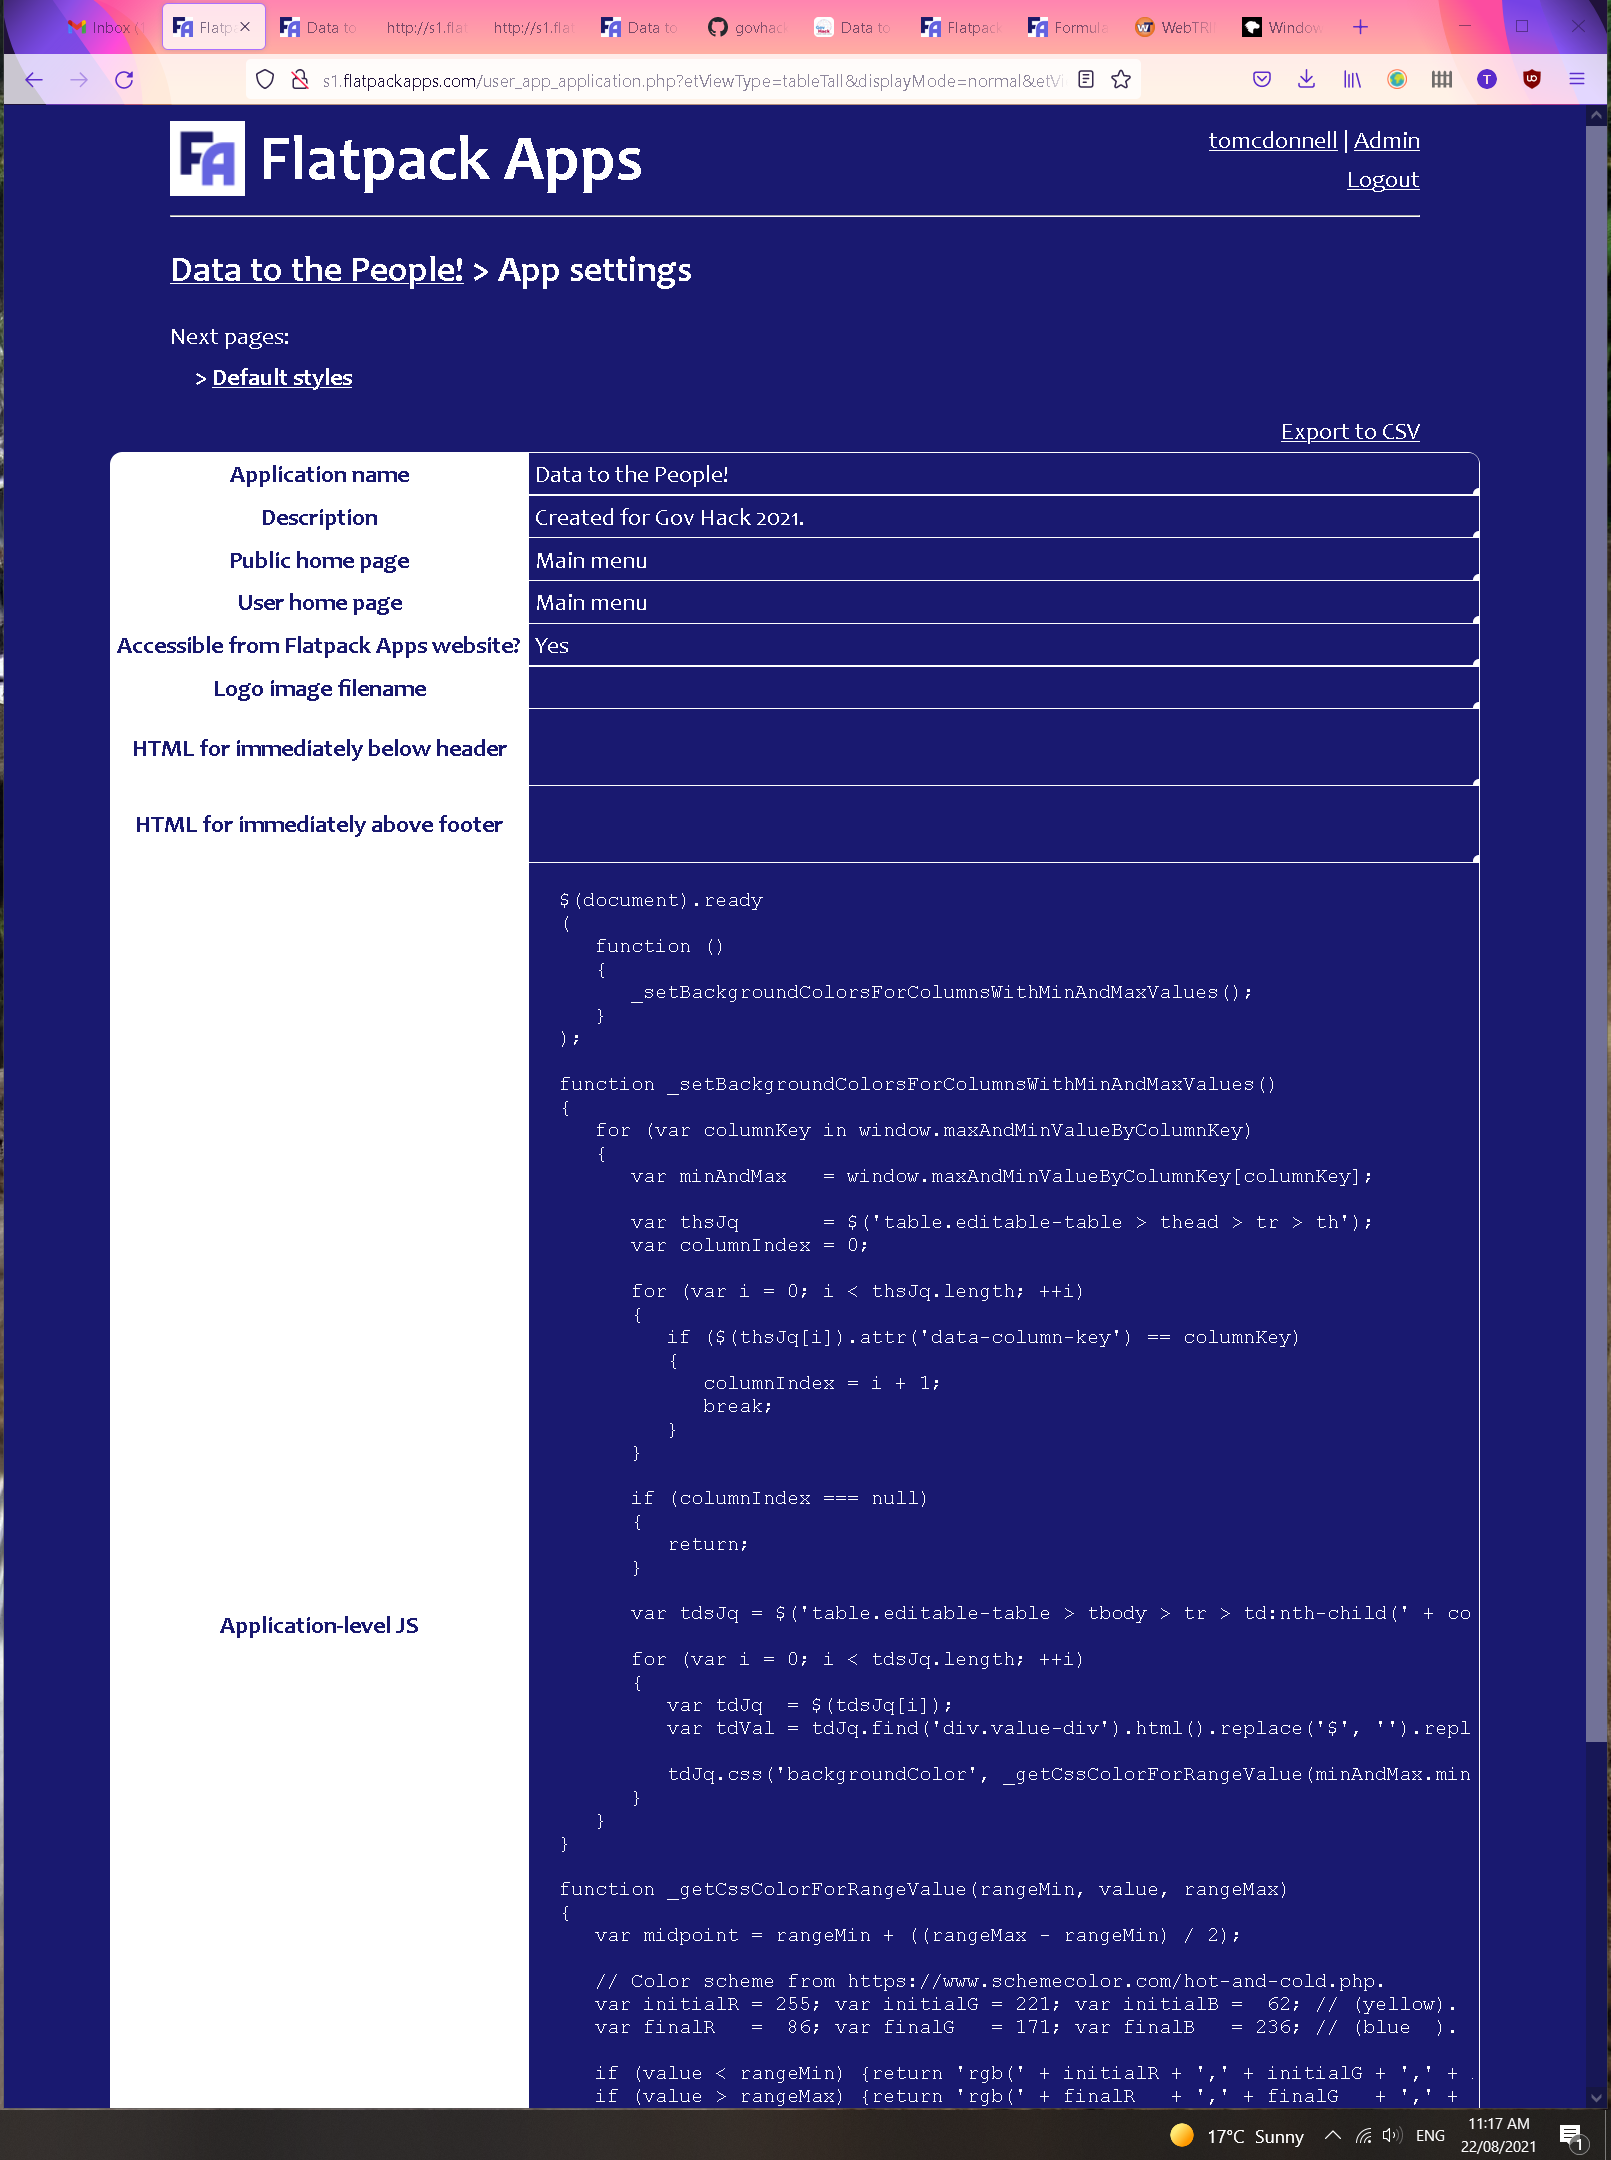 Inbox (1
Flatpa
Data to
http://s1.fla
http://s1.fla
Data to
govhack
Data to
Flatpack
Formula
WebTRI
Window
s1.flatpackapps.com/user_app_application.php?etViewType=tableTall&displayMode=normal&etVi
FA Flatpack Apps
tomcdonnell | Admin
Logout
Data to the People! > App settings
Next pages:
> Default styles
Export to CSV
Application name Data to the People!
Description Created for Gov Hack 2021.
Public home page Main menu
User home page Main menu
Accessible from Flatpack Apps website? Yes
Logo image filename
HTML for immediately below header
HTML for immediately above footer
Application-level JS
$(document).ready
(
   function ()
   {
      _setBackgroundColorsForColumnsWithMinAndMaxValues();
   }
);
function _setBackgroundColorsForColumnsWithMinAndMaxValues()
{
   for (var columnKey in window.maxAndMinValueByColumnKey)
   {
      var minAndMax   = window.maxAndMinValueByColumnKey[columnKey];
      var thsJq       = $('table.editable-table > thead > tr > th');
      var columnIndex = 0;
      for (var i = 0; i < thsJq.length; ++i)
      {
         if ($(thsJq[i]).attr('data-column-key') == columnKey)
         {
            columnIndex = i + 1;
            break;
         }
      }
      if (columnIndex === null)
      {
         return;
      }
      var tdsJq = $('table.editable-table > tbody > tr > td:nth-child(' + co
      for (var i = 0; i < tdsJq.length; ++i)
      {
         var tdJq  = $(tdsJq[i]);
         var tdVal = tdJq.find('div.value-div').html().replace('$', '').repl
         tdJq.css('backgroundColor', _getCssColorForRangeValue(minAndMax.min
      }
   }
}
function _getCssColorForRangeValue(rangeMin, value, rangeMax)
{
   var midpoint = rangeMin + ((rangeMax - rangeMin) / 2);
   // Color scheme from https://www.schemecolor.com/hot-and-cold.php.
   var initialR = 255; var initialG = 221; var initialB =  62; // (yellow).
   var finalR   =  86; var finalG   = 171; var finalB   = 236; // (blue  ).
   if (value < rangeMin) {return 'rgb(' + initialR + ',' + initialG + ',' +
   if (value > rangeMax) {return 'rgb(' + finalR   + ',' + finalG   + ',' +
17°C Sunny
ENG
11:17 AM
22/08/2021
1